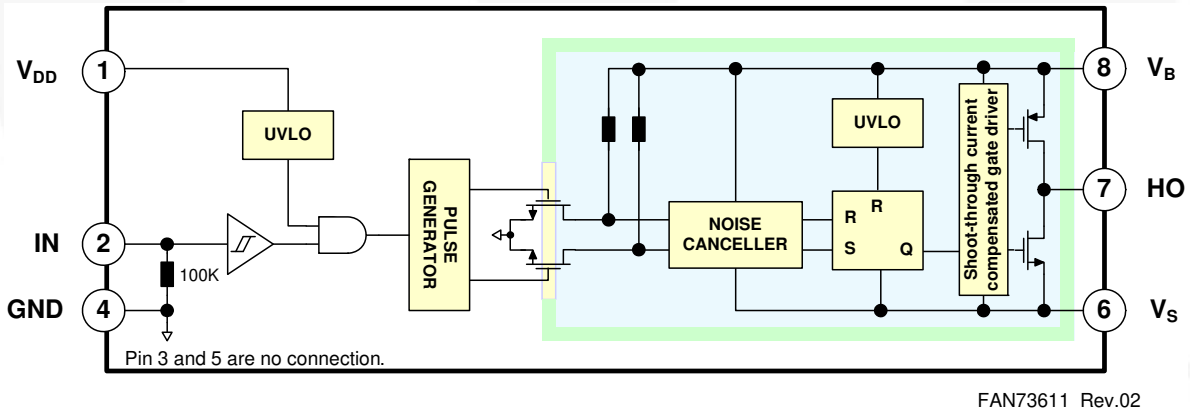 VDD
1
UVLO
IN
2
100K
GND
4
Pin 3 and 5 are no connection.
PULSE
GENERATOR
NOISE
CANCELLER
UVLO
R
R
S
Q
Shoot-through current
compensated gate driver
8
VB
7
HO
6
VS
FAN73611 Rev.02